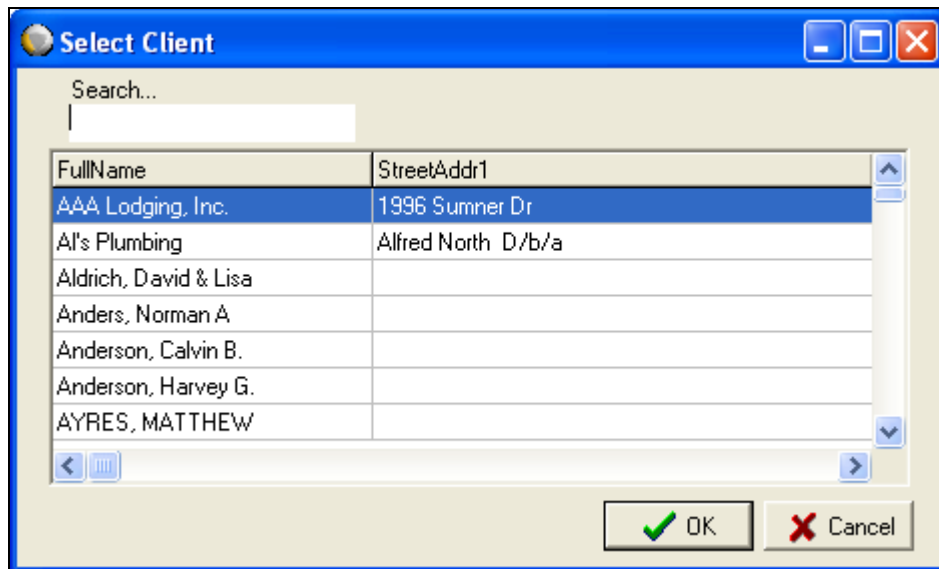 Select Client
Search...
FullName StreetAddr1
AAA Lodging, Inc. 1996 Sumner Dr
Al's Plumbing Alfred North D/b/a
Aldrich, David & Lisa
Anders, Norman A
Anderson, Calvin B.
Anderson, Harvey G.
AYRES, MATTHEW
OK Cancel